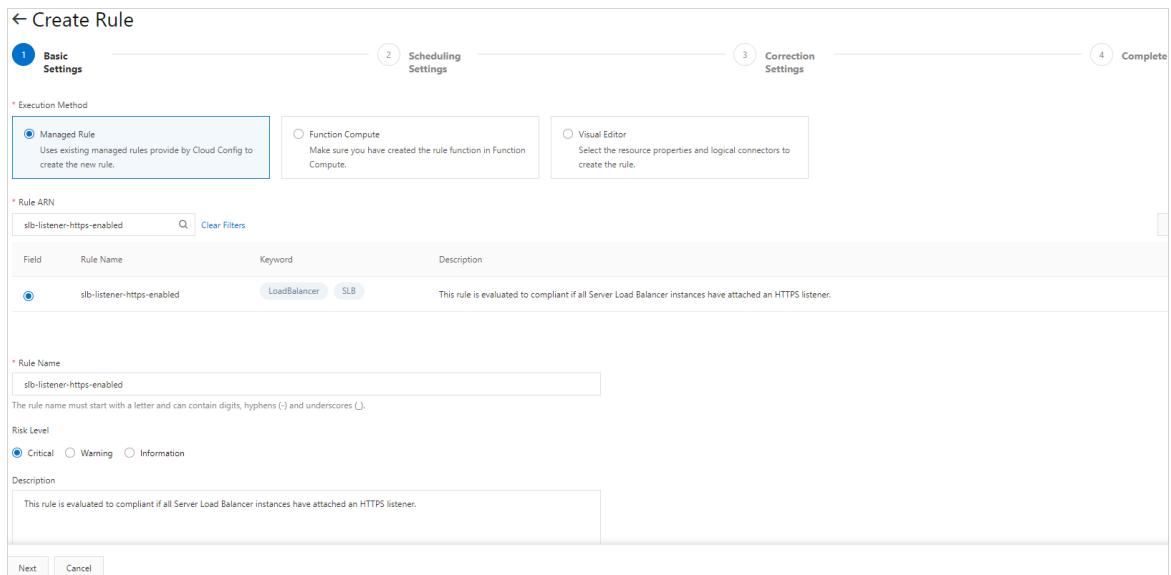 ← Create Rule
1 Basic Settings 2 Scheduling Settings 3 Correction Settings 4 Complete
* Execution Method
Managed Rule
Uses existing managed rules provide by Cloud Config to
create the new rule.
Function Compute
Make sure you have created the rule function in Function
Compute.
Visual Editor
Select the resource properties and logical connectors to
create the rule.
* Rule ARN
slb-listener-https-enabled Clear Filters
Field Rule Name Keyword Description
slb-listener-https-enabled LoadBalancer SLB This rule is evaluated to compliant if all Server Load Balancer instances have attached an HTTPS listener.
* Rule Name
slb-listener-https-enabled
The rule name must start with a letter and can contain digits, hyphens (-) and underscores (_).
Risk Level
Critical Warning Information
Description
This rule is evaluated to compliant if all Server Load Balancer instances have attached an HTTPS listener.
Next Cancel